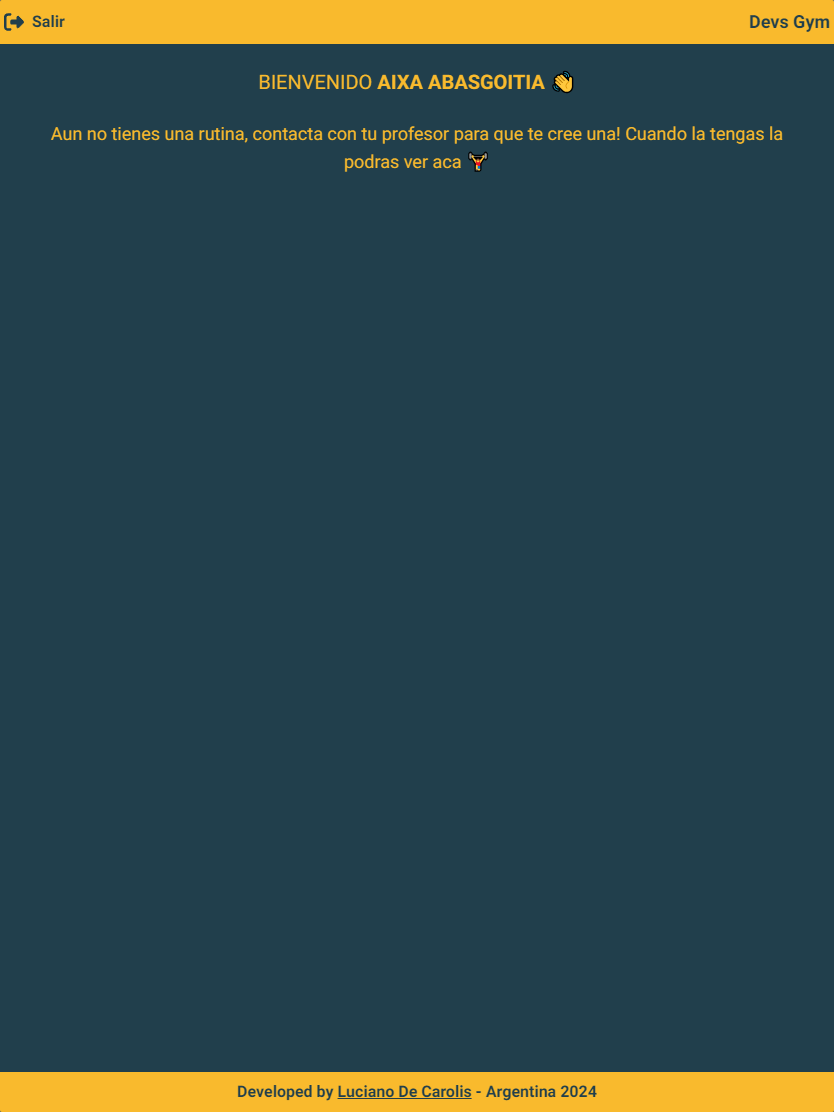 Salir
Devs Gym
BIENVENIDO AIXA ABASGOITIA 👋
Aun no tienes una rutina, contacta con tu profesor para que te cree una! Cuando la tengas la
podras ver aca 🏋
Developed by Luciano De Carolis - Argentina 2024